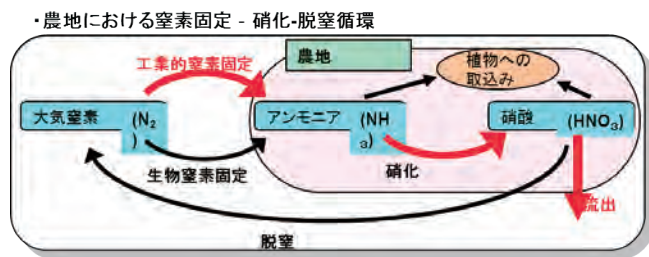 ・農地における窒素固定 - 硝化-脱窒循環
工業的窒素固定
農地
植物への
取込み
大気窒素
(N₂
)
アンモニア
(NH
₃)
硝酸
(HNO₃)
生物窒素固定
硝化
流出
脱窒